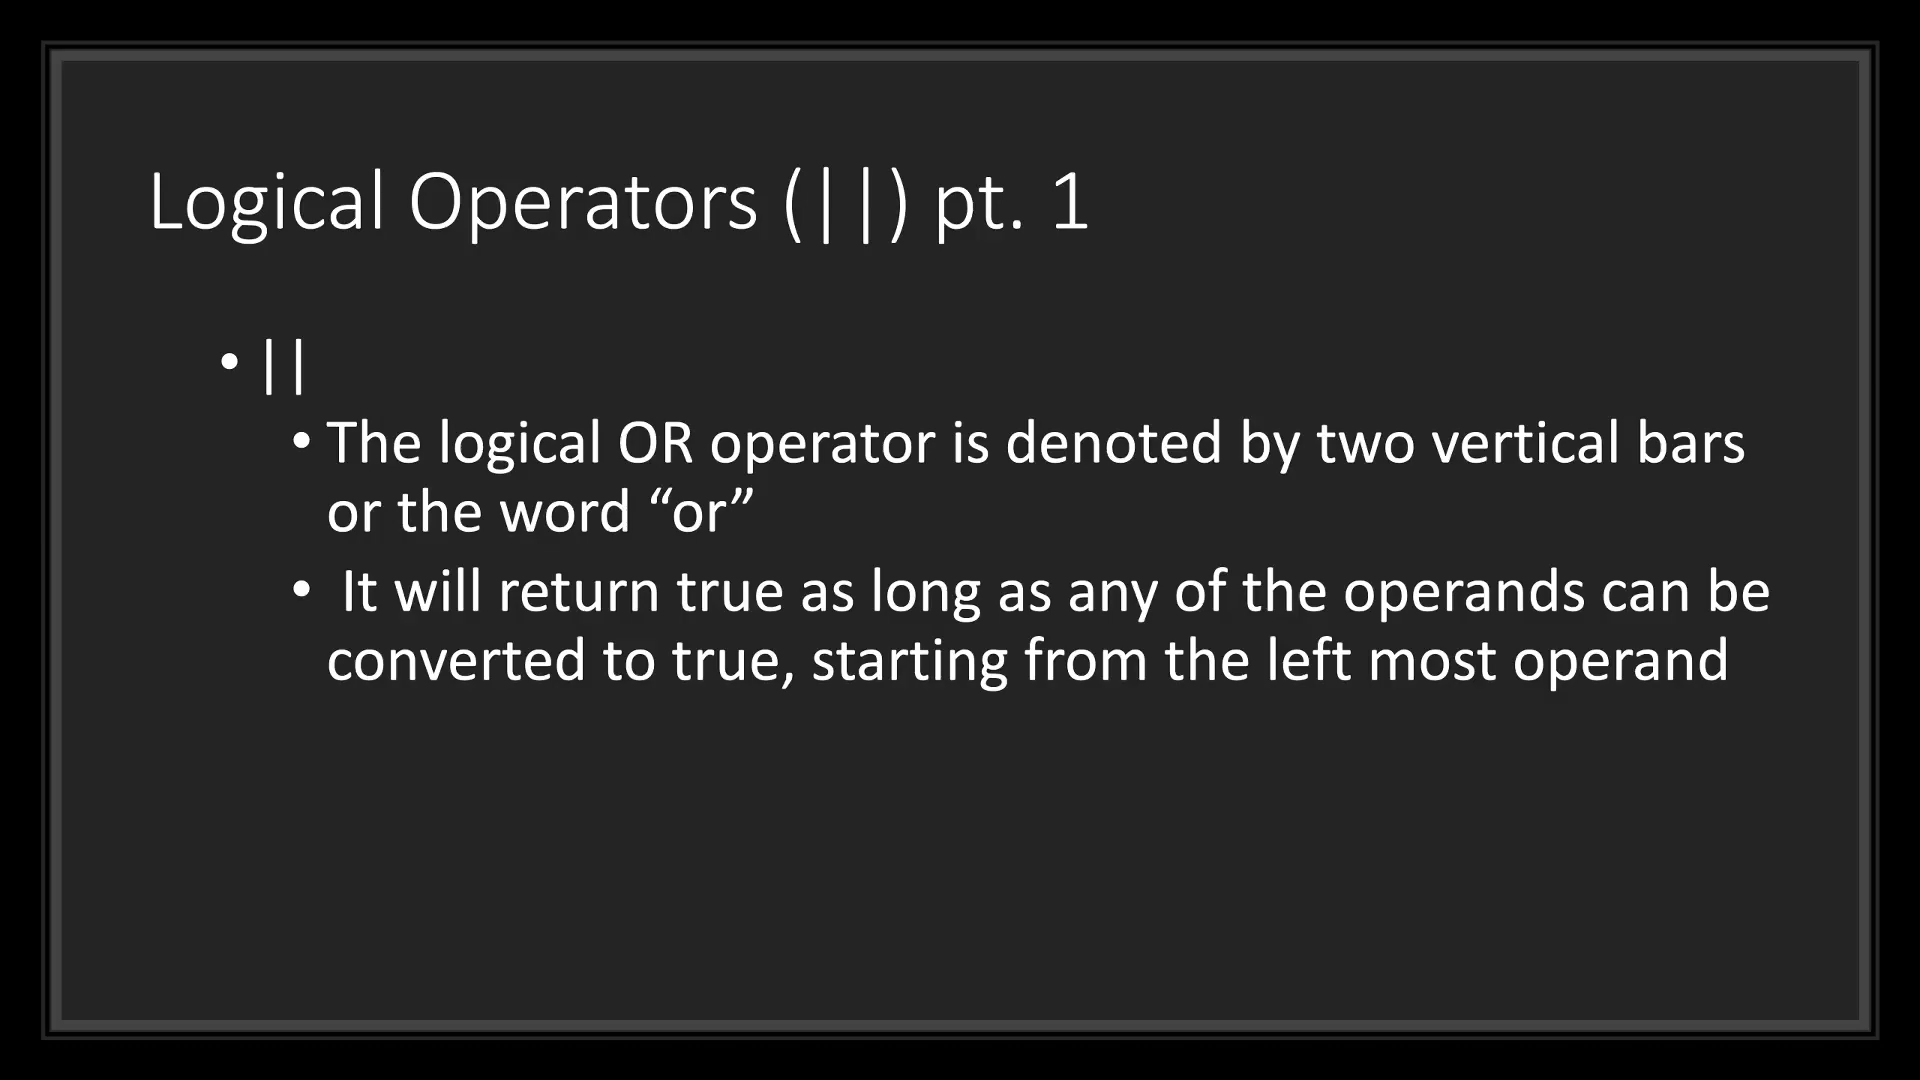 Logical Operators (||) pt. 1
• ||
• The logical OR operator is denoted by two vertical bars
or the word “or”
• It will return true as long as any of the operands can be
converted to true, starting from the left most operand